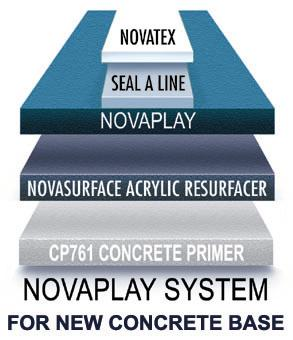 NOVATEX
SEAL A LINE
NOVAPLAY
NOVASURFACE ACRYLIC RESURFACER
CP761 CONCRETE PRIMER
NOVAPLAY SYSTEM
FOR NEW CONCRETE BASE